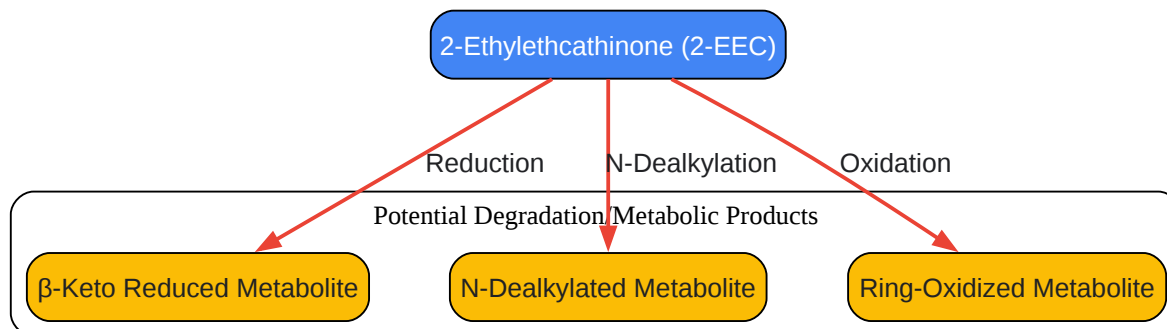 2-Ethylethcathinone (2-EEC)
Reduction
N-Dealkylation
Oxidation
Potential Degradation/Metabolic Products
β-Keto Reduced Metabolite
N-Dealkylated Metabolite
Ring-Oxidized Metabolite